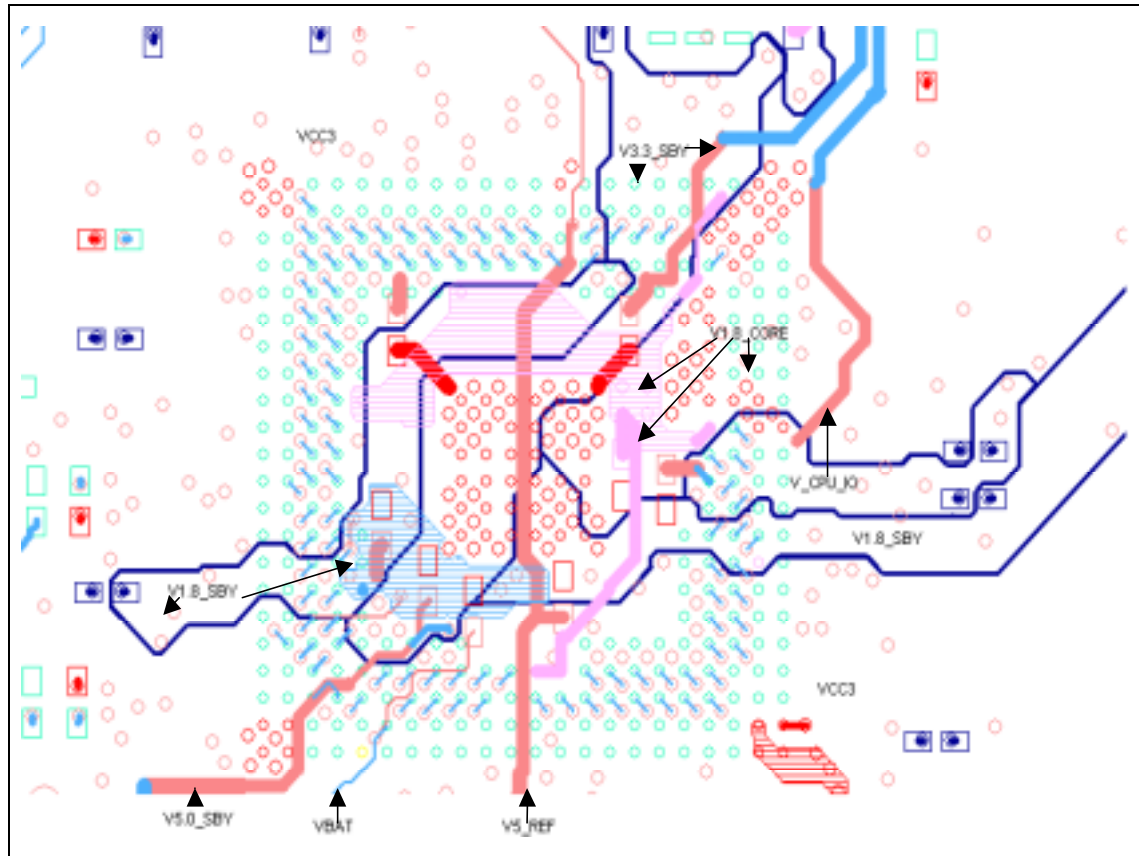 VCC3
V3.3_SBY
V1.8_CORE
V_CPU_IO
V1.8_SBY
V1.8_SBY
VCC3
V5.0_SBY
VBAT
V5_REF